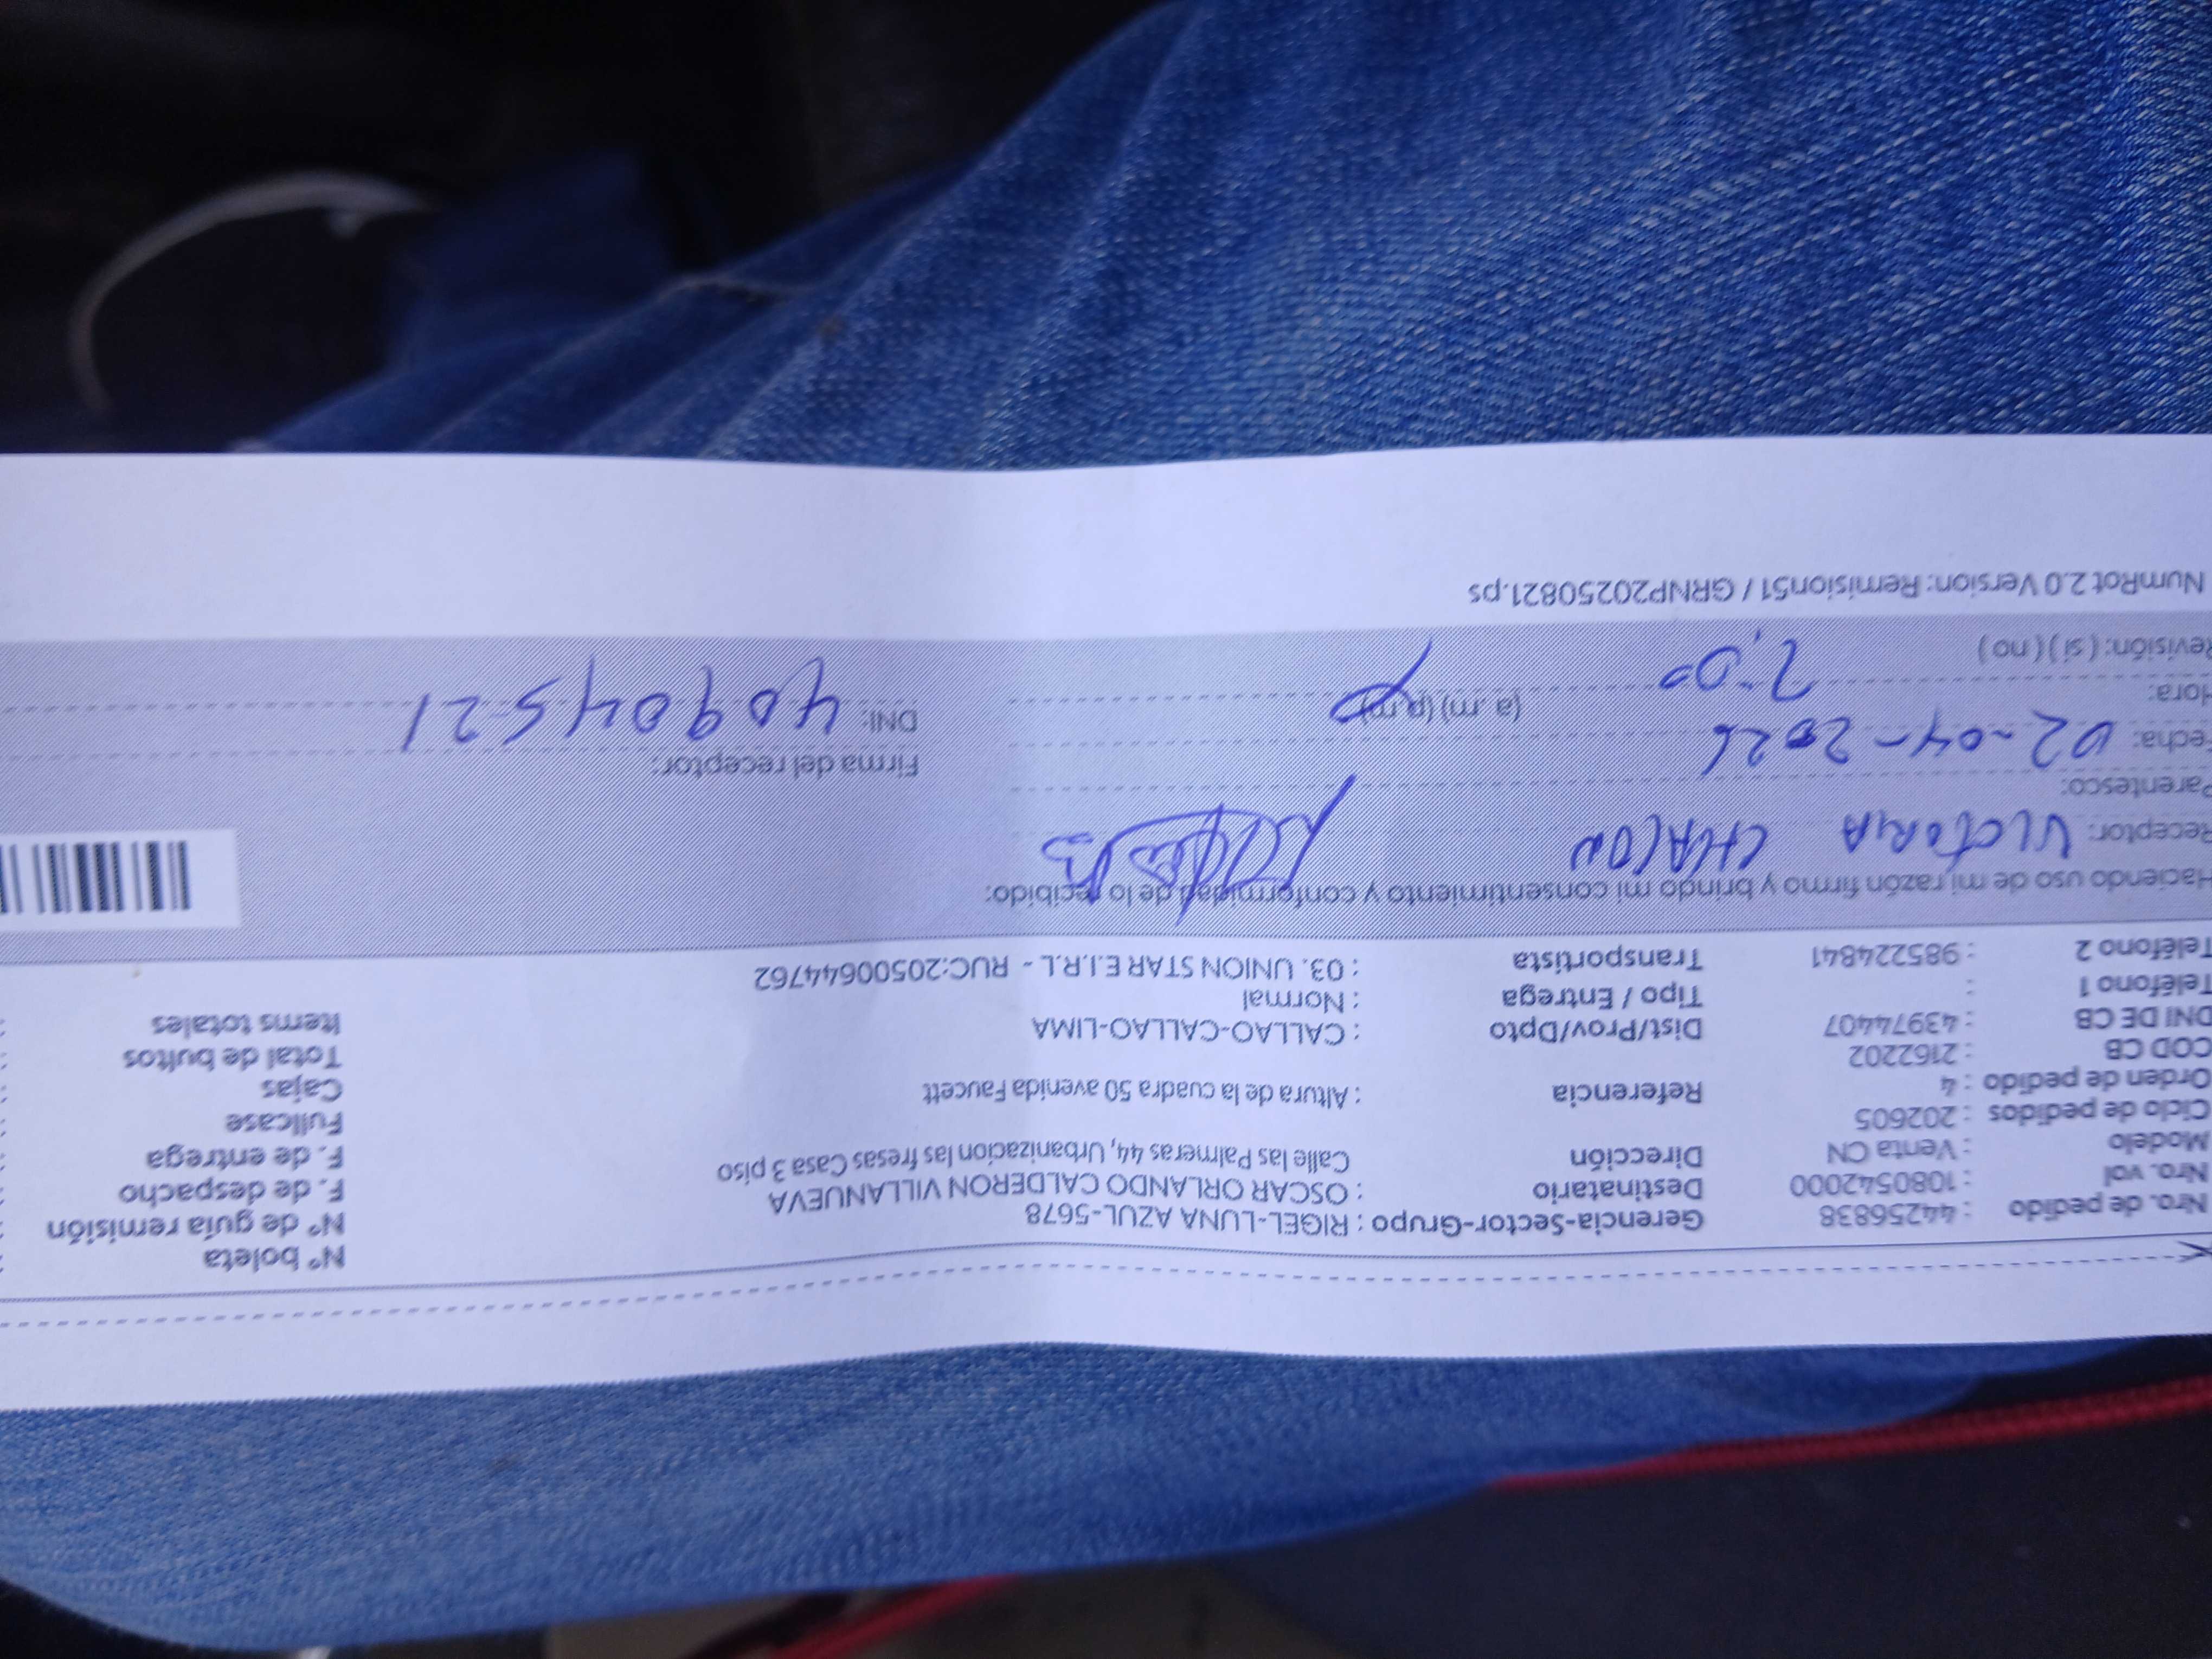 Nro. de pedido : 44256838 Gerencia-Sector-Grupo : RIGEL-LUNA AZUL-5678 N° boleta :
Nro. vol : 1080542000 Destinatario : OSCAR ORLANDO CALDERON VILLANUEVA N° de guía remisión :
Modelo : Venta CN Dirección Calle las Palmeras 44, Urbanizacion las fresas Casa 3 piso F. de despacho :
Ciclo de pedidos : 202605 F. de entrega :
Orden de pedido : 4 Referencia : Altura de la cuadra 50 avenida Faucett Fullcase :
COD CB : 2162202 Cajas :
DNI DE CB : 43974407 Dist/Prov/Dpto : CALLAO-CALLAO-LIMA Total de bultos :
Teléfono 1 : Tipo / Entrega : Normal Items totales :
Teléfono 2 : 985224841 Transportista : 03. UNION STAR E.I.R.L - RUC:20500644762
Haciendo uso de mi razón firmo y brindo mi consentimiento y conformidad de lo recibido:
Receptor: VICTORIA CHACON
Parentesco:
Fecha: 02-04-2026 Firma del receptor:
Hora: 2:00 (a. m) (p.m) DNI: 40904521
Revisión: ( si ) ( no )
NumRot 2.0 Version: Remision51 / GRNP20250821.ps